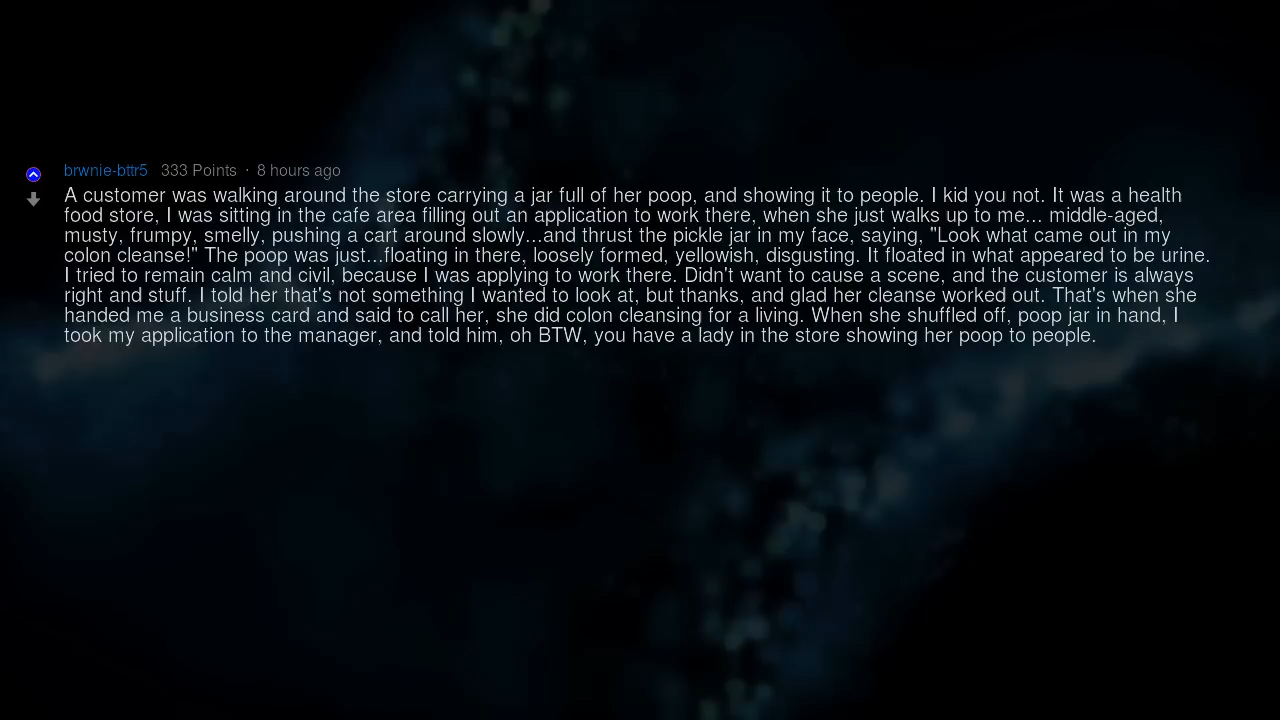 brwnie-bttr5 333 Points · 8 hours ago
A customer was walking around the store carrying a jar full of her poop, and showing it to people. I kid you not. It was a health
food store, I was sitting in the cafe area filling out an application to work there, when she just walks up to me... middle-aged,
musty, frumpy, smelly, pushing a cart around slowly...and thrust the pickle jar in my face, saying, "Look what came out in my
colon cleanse!" The poop was just...floating in there, loosely formed, yellowish, disgusting. It floated in what appeared to be urine.
I tried to remain calm and civil, because I was applying to work there. Didn't want to cause a scene, and the customer is always
right and stuff. I told her that's not something I wanted to look at, but thanks, and glad her cleanse worked out. That's when she
handed me a business card and said to call her, she did colon cleansing for a living. When she shuffled off, poop jar in hand, I
took my application to the manager, and told him, oh BTW, you have a lady in the store showing her poop to people.